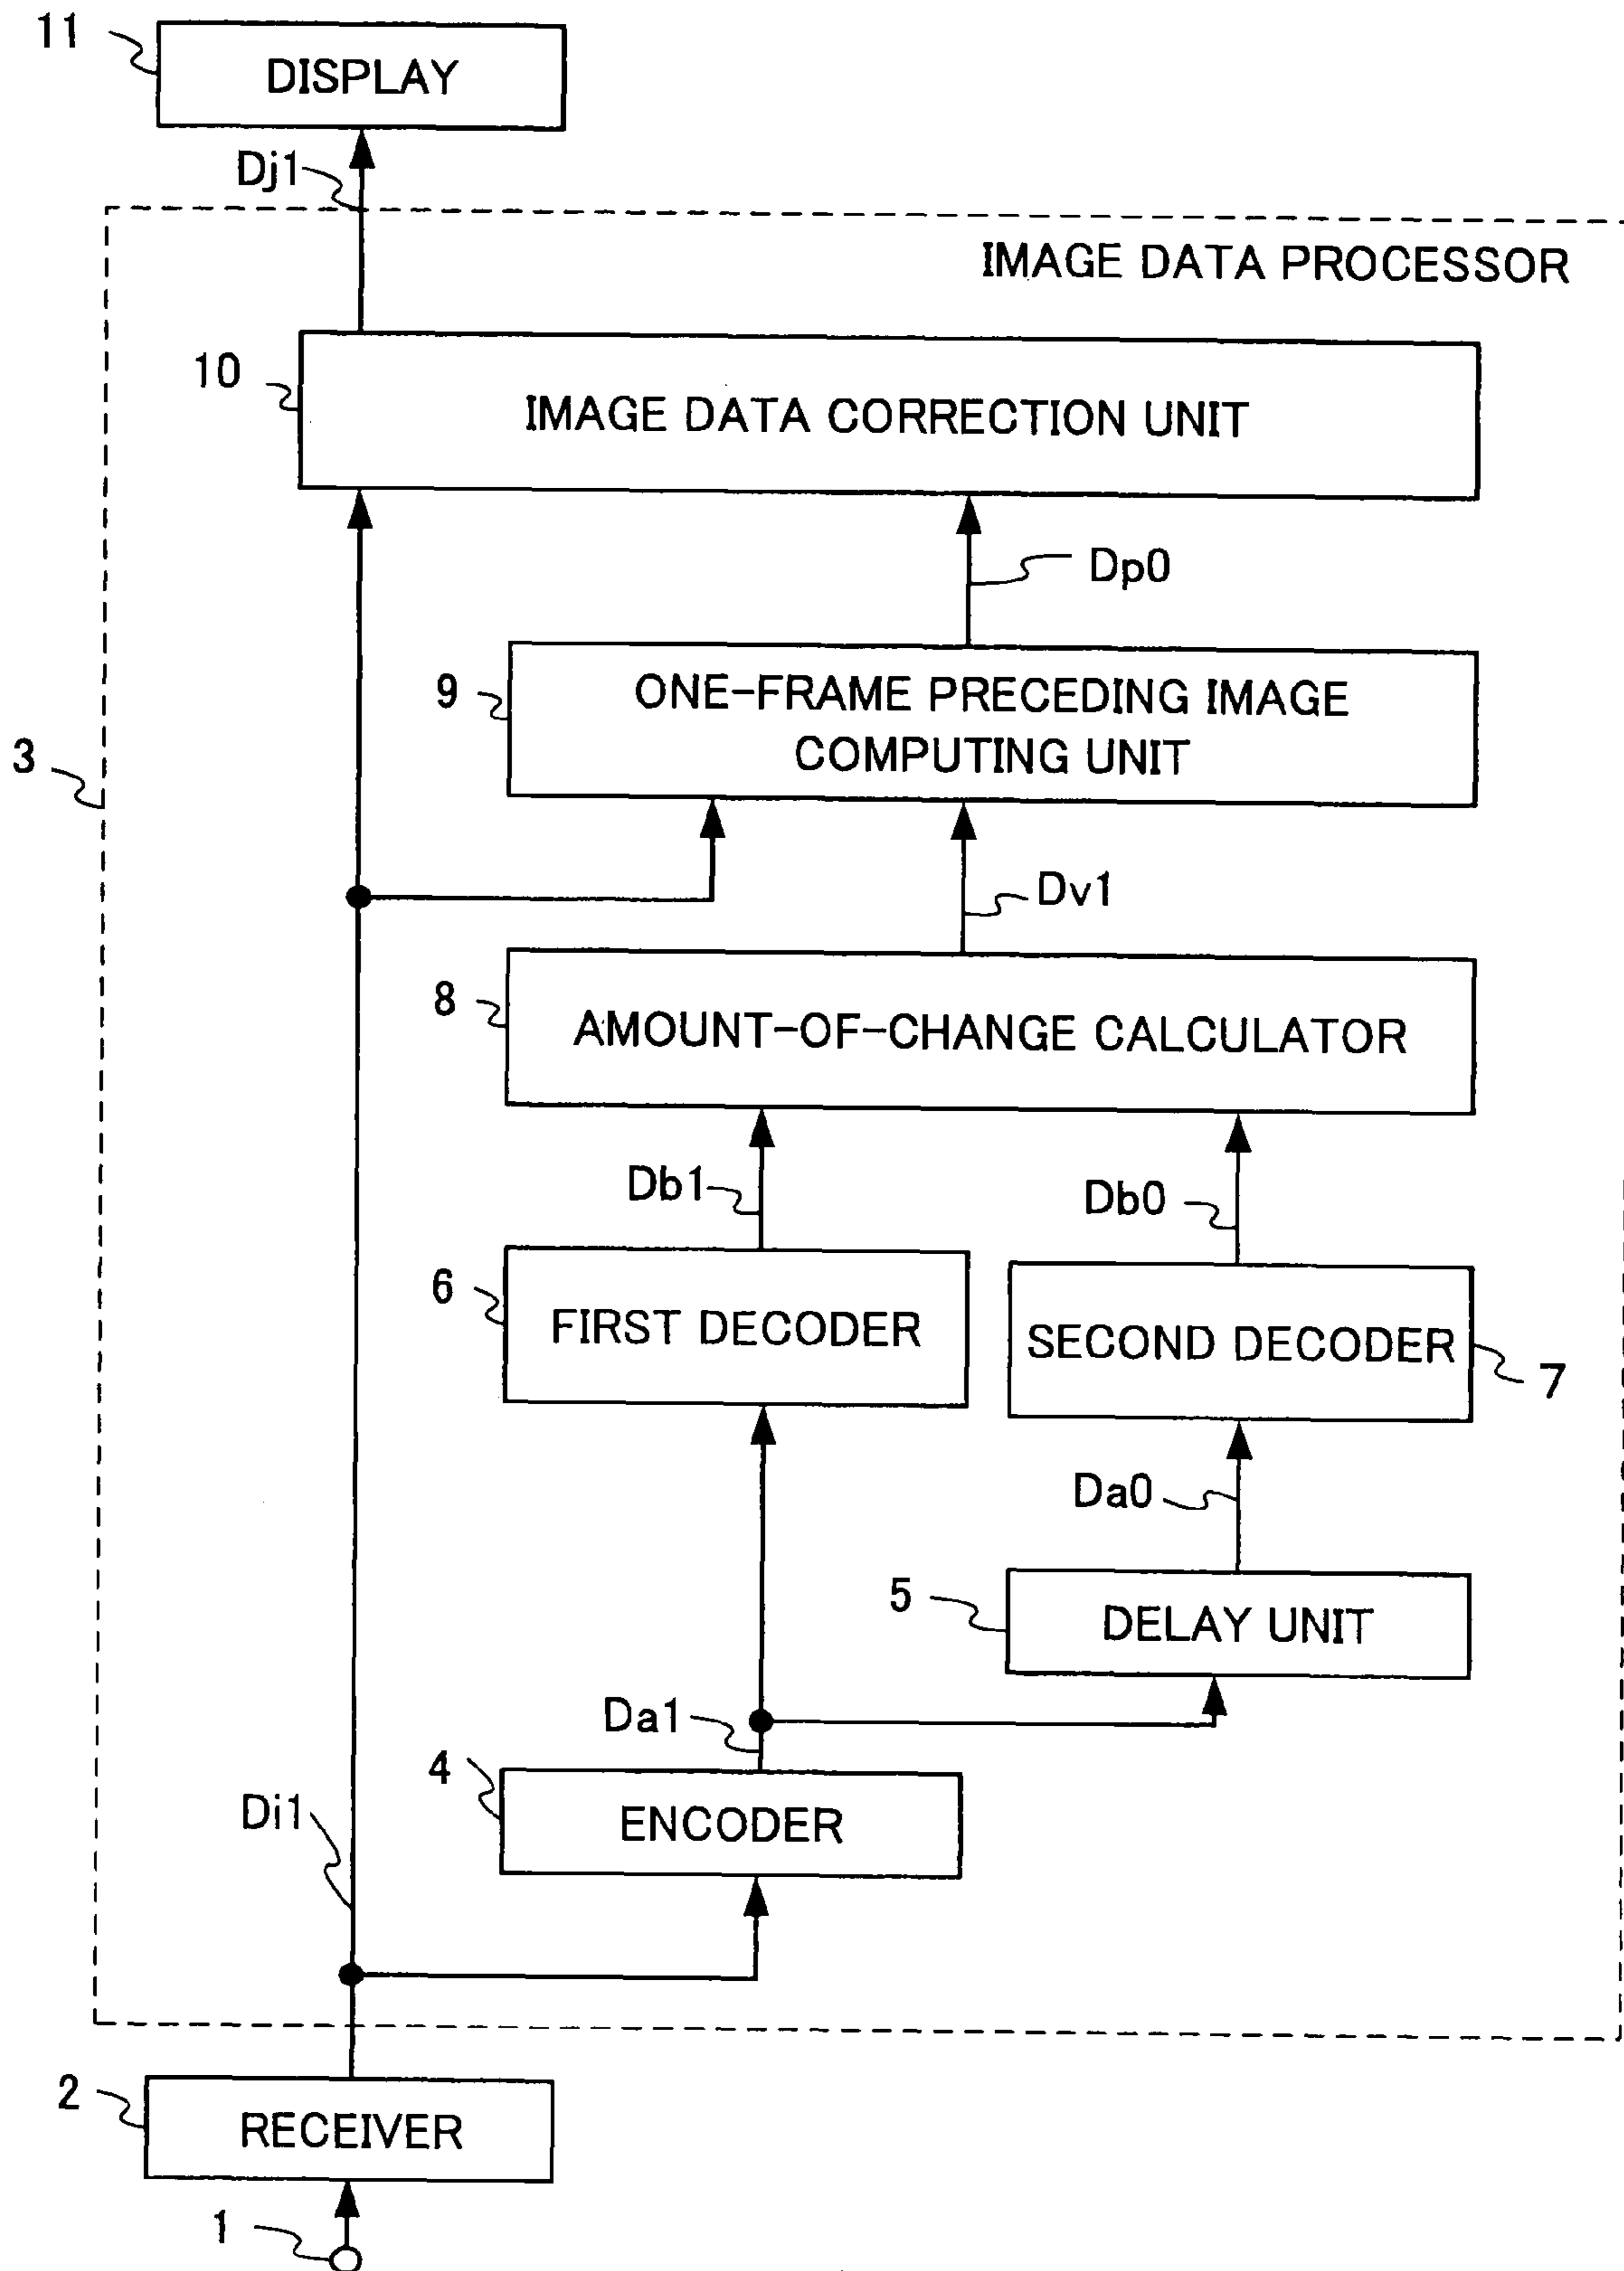 11
DISPLAY
Dj1
IMAGE DATA PROCESSOR
10
IMAGE DATA CORRECTION UNIT
Dp0
9
ONE-FRAME PRECEDING IMAGE
COMPUTING UNIT
3
Dv1
8
AMOUNT-OF-CHANGE CALCULATOR
Db1
Db0
6
FIRST DECODER
SECOND DECODER
7
Da0
5
DELAY UNIT
Da1
4
ENCODER
Di1
2
RECEIVER
1